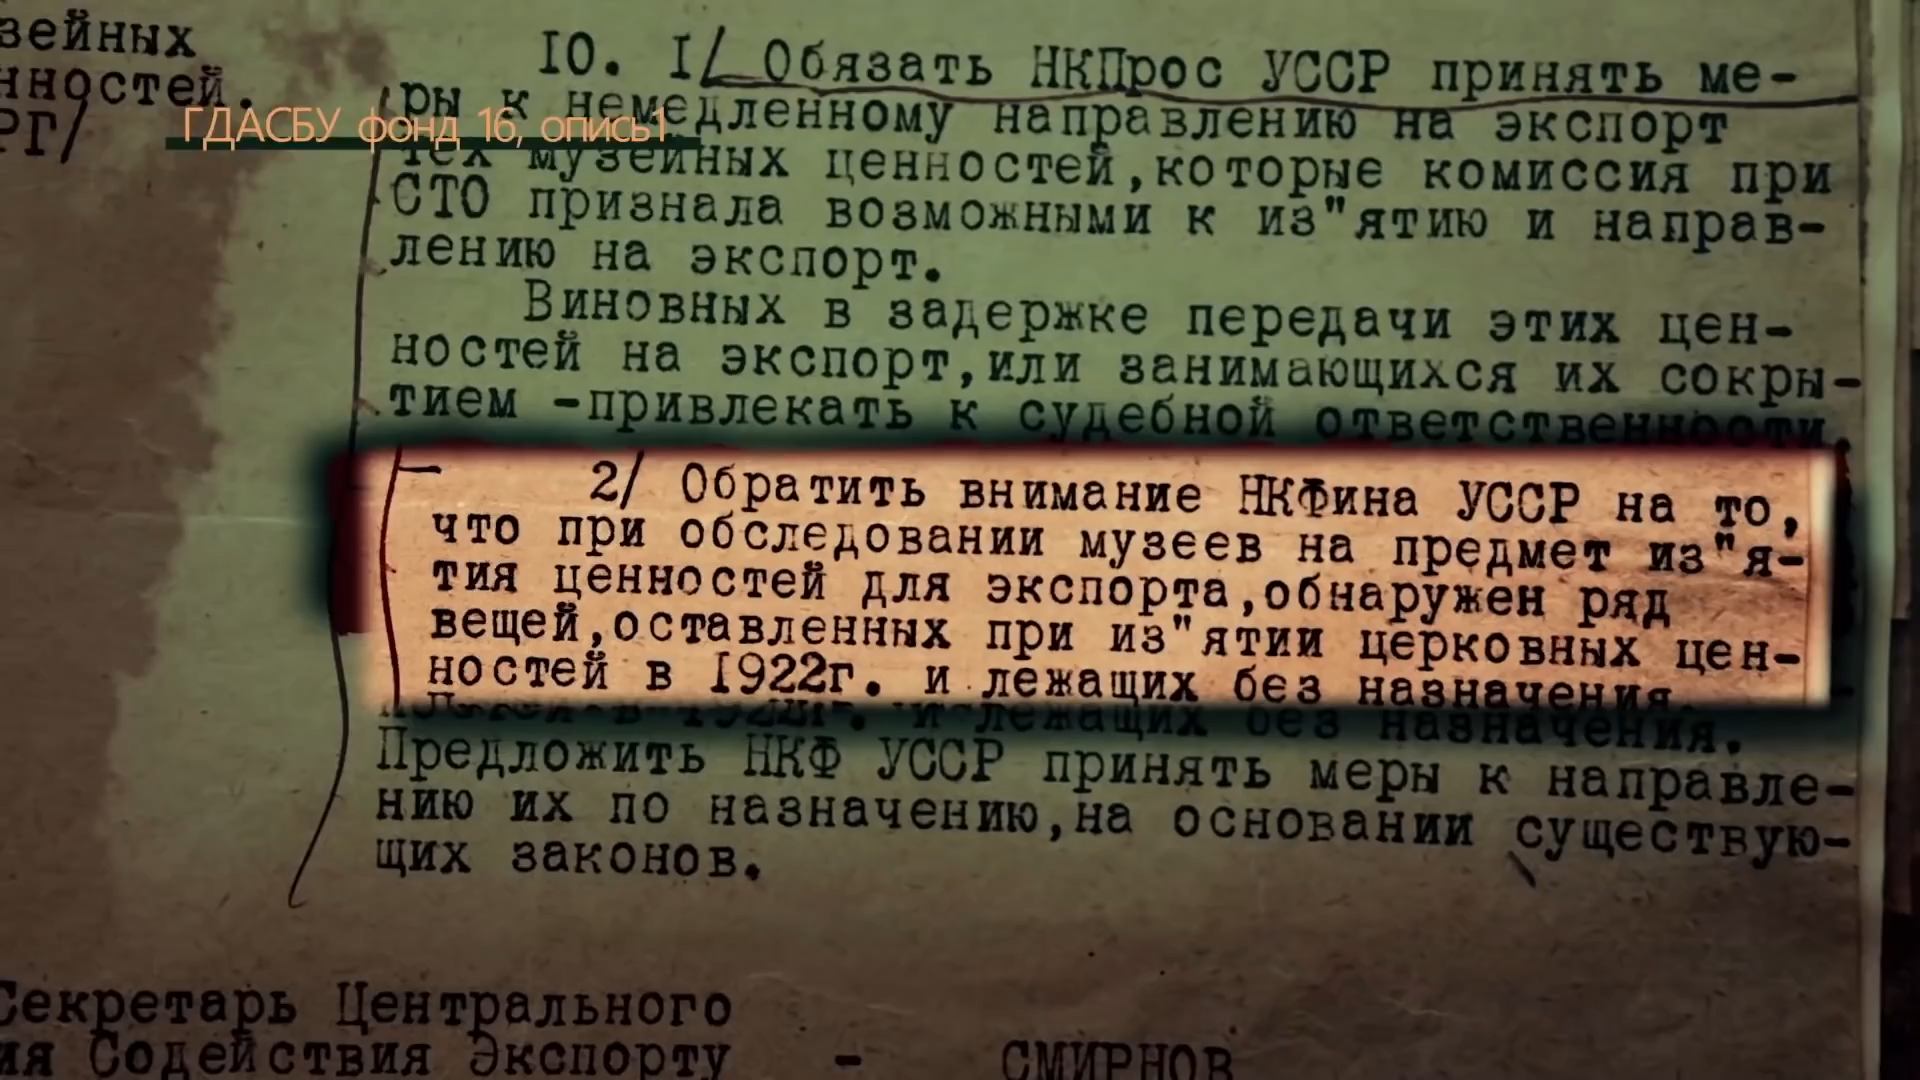 зейных
нностей.
РГ/
ГДАСБУ фонд 16, опись1
10. 1/ Обязать НКПрос УССР принять ме-
ры к немедленному направлению на экспорт
тех музейных ценностей,которые комиссия при
СТО признала возможными к из"ятию и направ-
лению на экспорт.
Виновных в задержке передачи этих цен-
ностей на экспорт,или занимающихся их сокры-
тием -привлекать к судебной ответственности.
2/ Обратить внимание НКФина УССР на то,
что при обследовании музеев на предмет из"я-
тия ценностей для экспорта,обнаружен ряд
вещей,оставленных при из"ятии церковных цен-
ностей в 1922г. и лежащих без назначения.
Предложить НКФ УССР принять меры к направле-
нию их по назначению,на основании существую-
щих законов.
Секретарь Центрального
ия Содействия Экспорту - СМИРНОВ